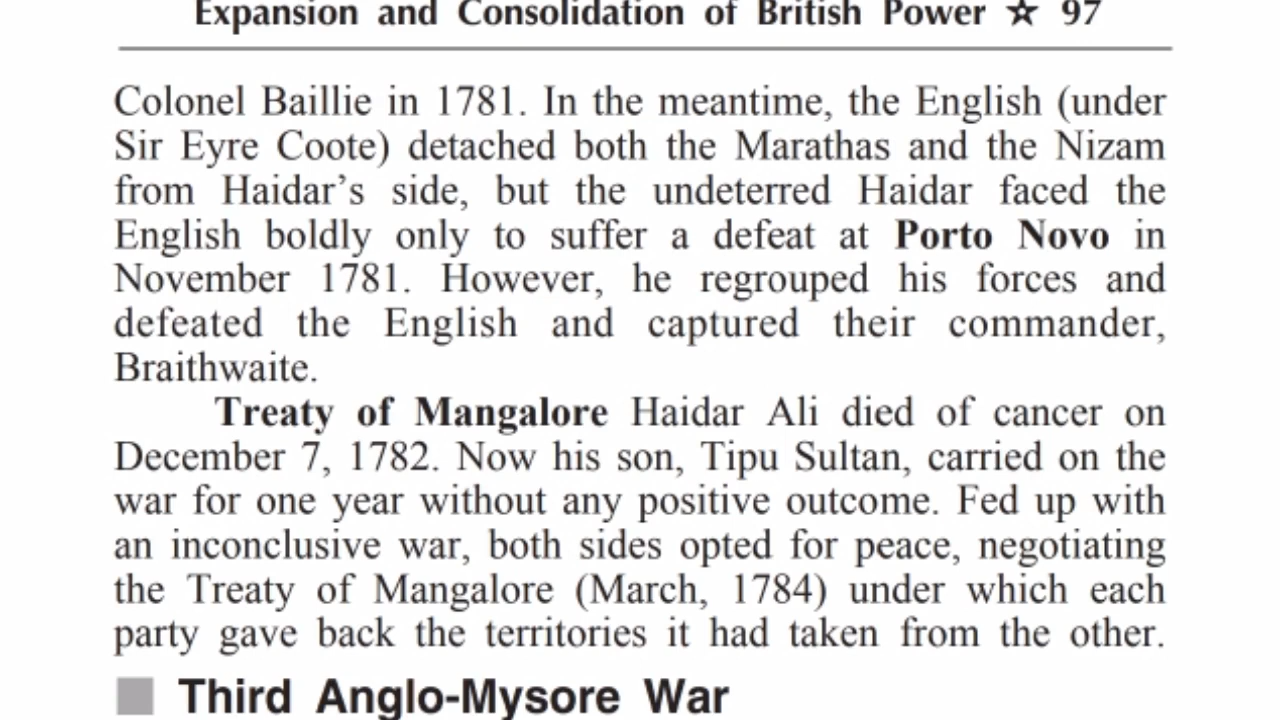 Expansion and Consolidation of British Power ☆ 97
Colonel Baillie in 1781. In the meantime, the English (under
Sir Eyre Coote) detached both the Marathas and the Nizam
from Haidar's side, but the undeterred Haidar faced the
English boldly only to suffer a defeat at Porto Novo in
November 1781. However, he regrouped his forces and
defeated the English and captured their commander,
Braithwaite.
Treaty of Mangalore Haidar Ali died of cancer on
December 7, 1782. Now his son, Tipu Sultan, carried on the
war for one year without any positive outcome. Fed up with
an inconclusive war, both sides opted for peace, negotiating
the Treaty of Mangalore (March, 1784) under which each
party gave back the territories it had taken from the other.
Third Anglo-Mysore War